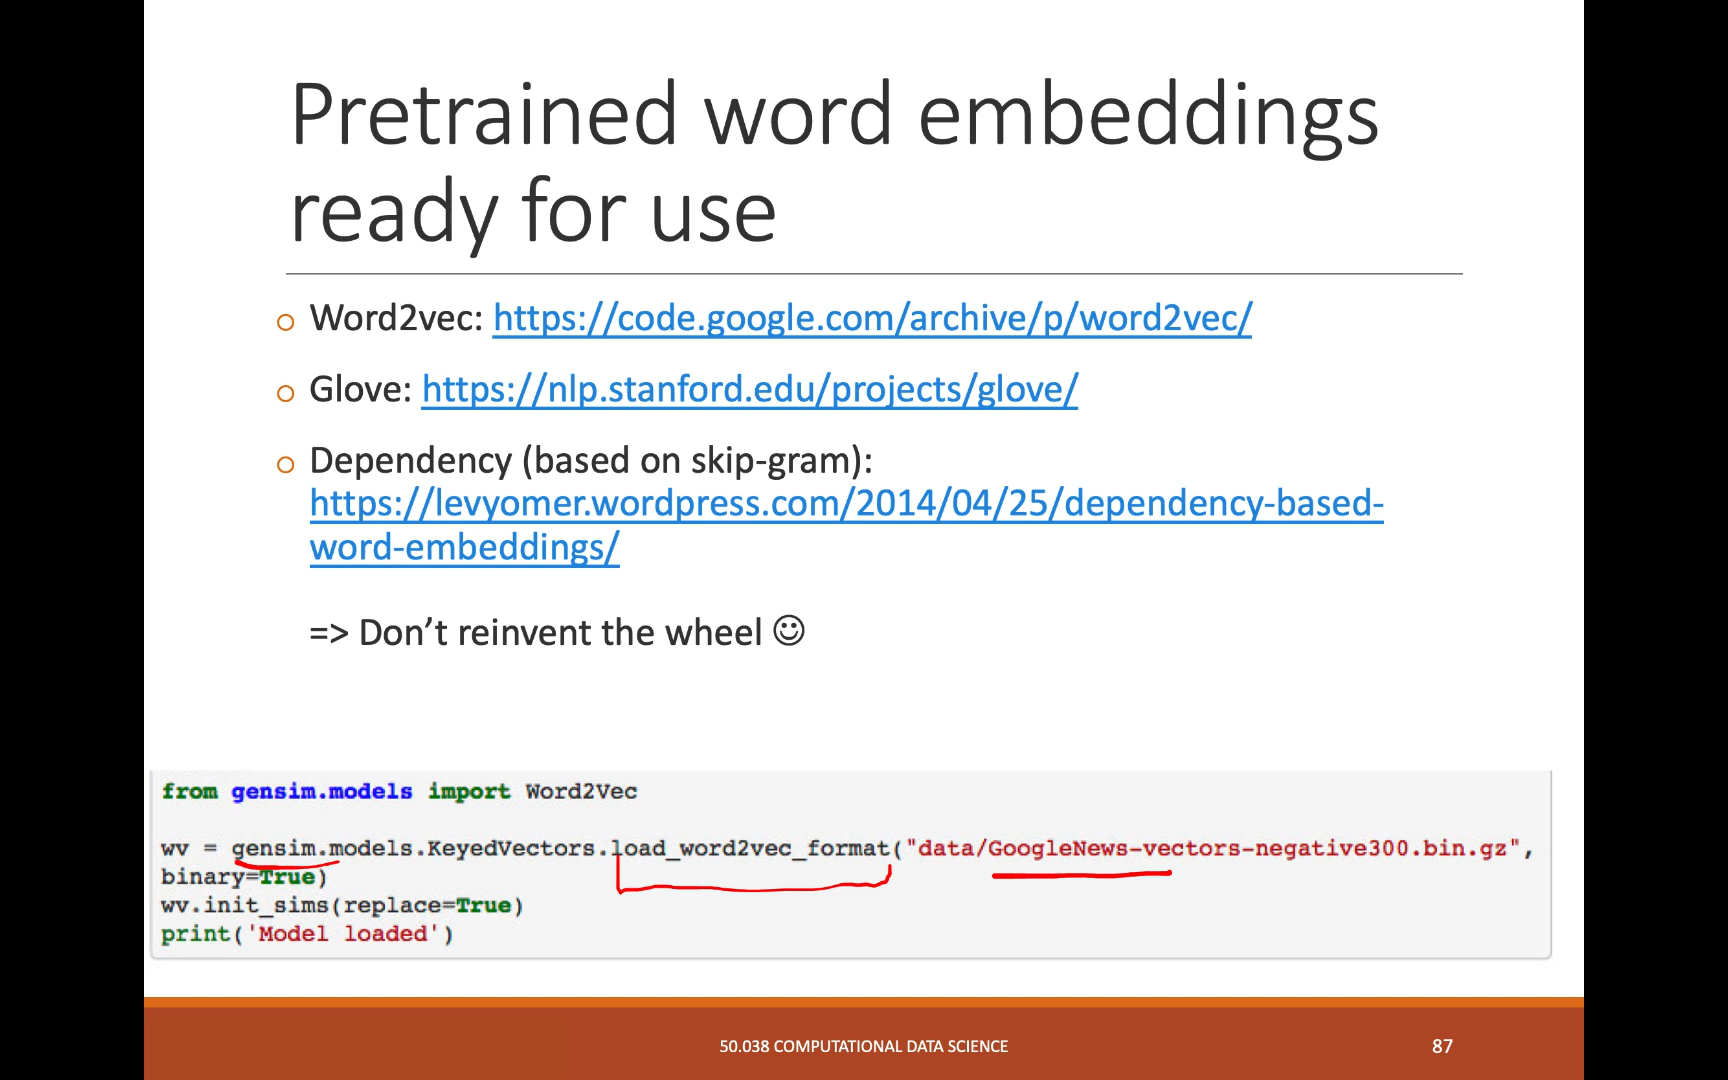 Pretrained word embeddings
ready for use
Word2vec: https://code.google.com/archive/p/word2vec/
Glove: https://nlp.stanford.edu/projects/glove/
Dependency (based on skip-gram):
https://levyomer.wordpress.com/2014/04/25/dependency-based-
word-embeddings/
=> Don’t reinvent the wheel ☺
from gensim.models import Word2Vec
wv = gensim.models.KeyedVectors.load_word2vec_format("data/GoogleNews-vectors-negative300.bin.gz",
binary=True)
wv.init_sims(replace=True)
print('Model loaded')
50.038 COMPUTATIONAL DATA SCIENCE
87